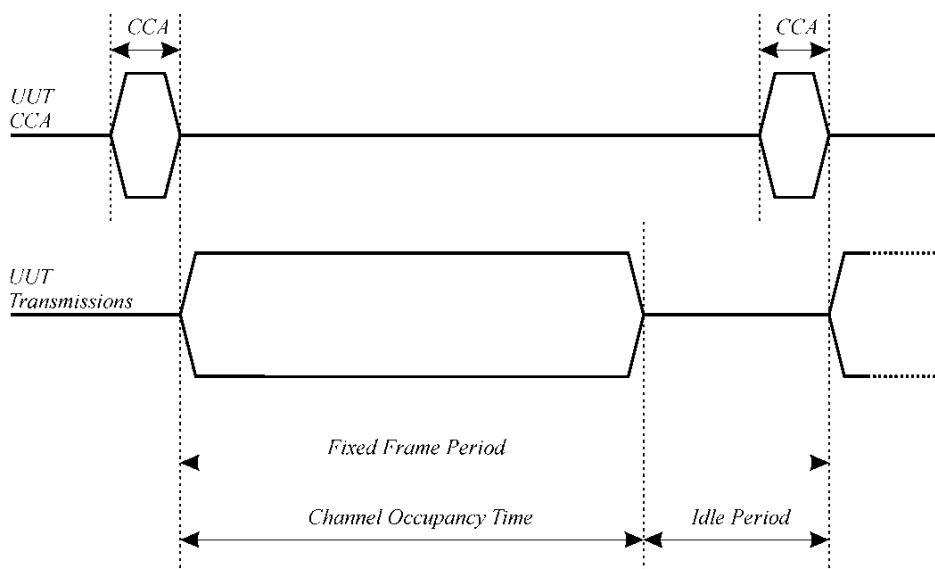 CCA
CCA
UUT
CCA
UUT
Transmissions
Fixed Frame Period
Channel Occupancy Time
Idle Period